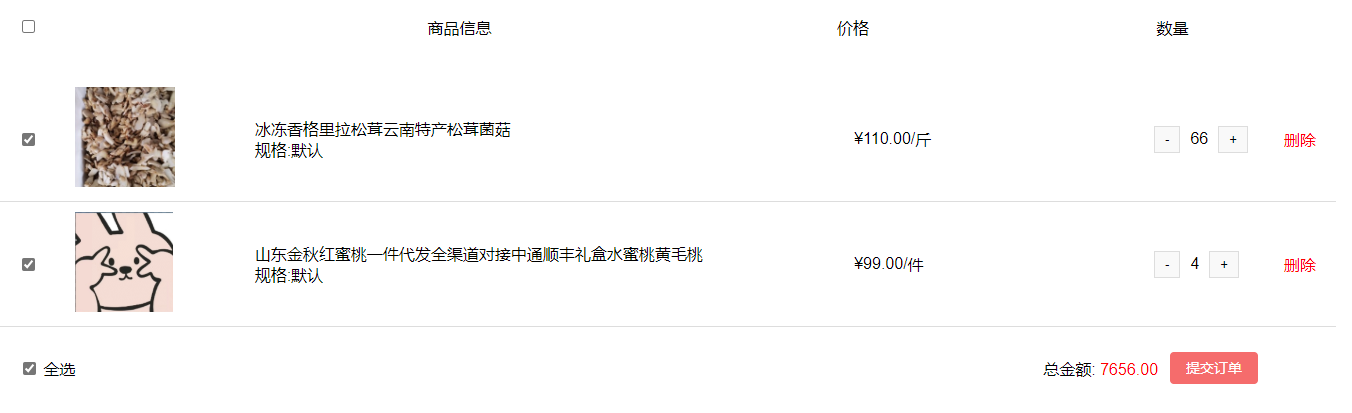 商品信息 价格 数量
冰冻香格里拉松茸云南特产松茸菌菇
规格:默认
¥110.00/斤
- 66 +
删除
山东金秋红蜜桃一件代发全渠道对接中通顺丰礼盒水蜜桃黄毛桃
规格:默认
¥99.00/件
- 4 +
删除
全选
总金额: 7656.00 提交订单